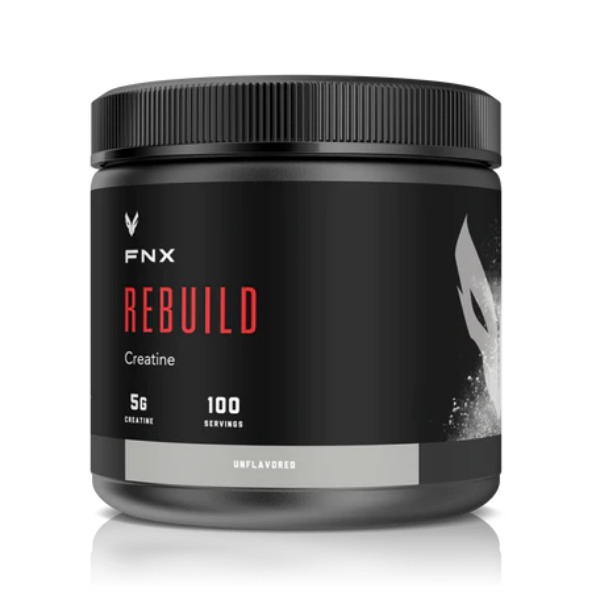 FNX
REBUILD
Creatine
5G
CREATINE
100
SERVINGS
UNFLAVORED